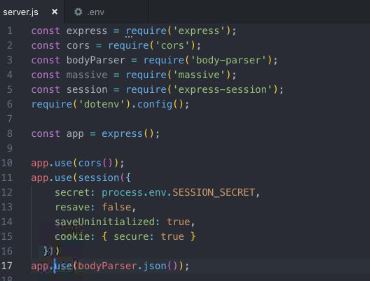 server.js × .env
1 const express = require('express');
2 const cors = require('cors');
3 const bodyParser = require('body-parser');
4 const massive = require('massive');
5 const session = require('express-session');
6 require('dotenv').config();
7
8 const app = express();
9
10 app.use(cors());
11 app.use(session({
12 secret: process.env.SESSION_SECRET,
13 resave: false,
14 saveUninitialized: true,
15 cookie: { secure: true }
16 }))
17 app.use(bodyParser.json());
18